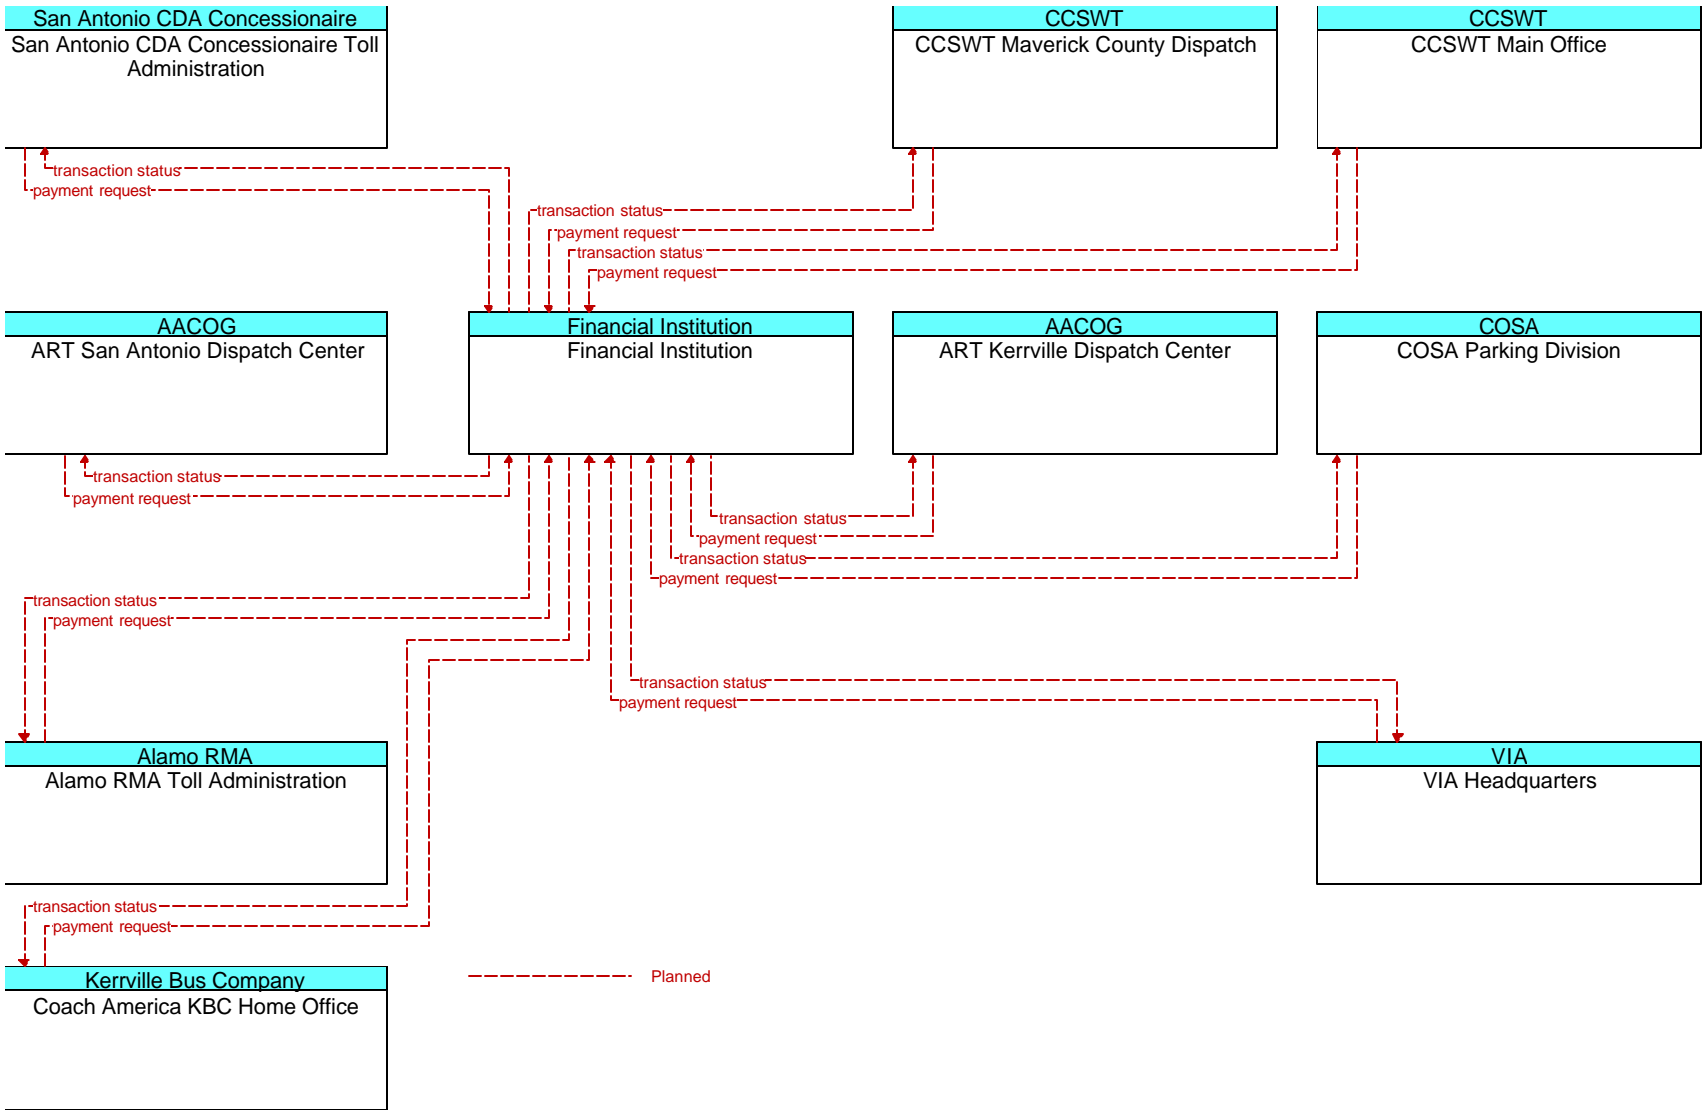 San Antonio CDA Concessionaire
San Antonio CDA Concessionaire Toll
Administration
CCSWT
CCSWT Maverick County Dispatch
CCSWT
CCSWT Main Office
transaction status
payment request
transaction status
payment request
transaction status
payment request
AACOG
ART San Antonio Dispatch Center
Financial Institution
Financial Institution
AACOG
ART Kerrville Dispatch Center
COSA
COSA Parking Division
transaction status
payment request
transaction status
payment request
transaction status
payment request
transaction status
payment request
transaction status
payment request
Alamo RMA
Alamo RMA Toll Administration
VIA
VIA Headquarters
transaction status
payment request
Kerrville Bus Company
Coach America KBC Home Office
Planned